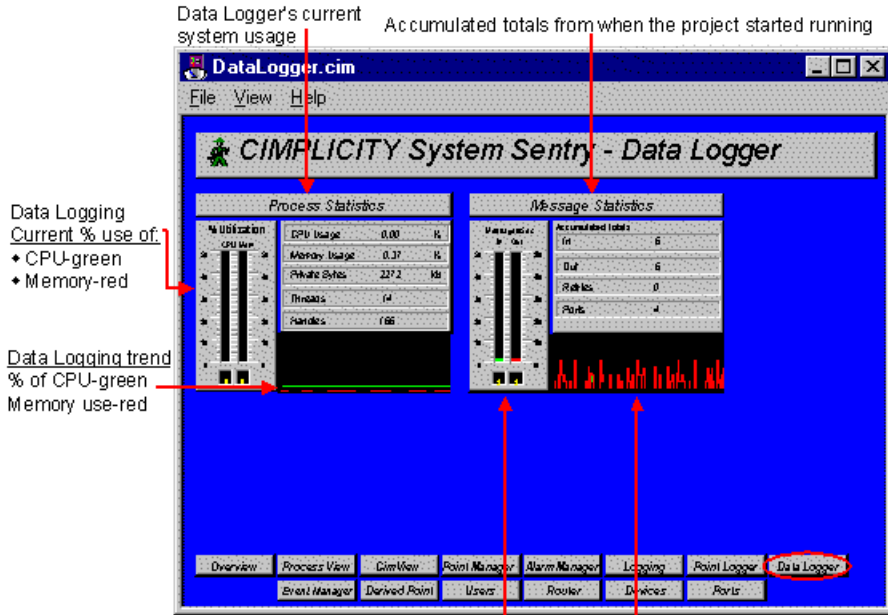 Data Logger's current
system usage
Accumulated totals from when the project started running
DataLogger.cim
File View Help
CIMPLICITY System Sentry - Data Logger
Process Statistics
Message Statistics
Data Logging
Current % use of:
• CPU-green
• Memory-red
% Utilization
CPU Mem
CPU Usage 0.00 %
Memory Usage 0.37 %
Private Bytes 2272 kb
Threads 14
Handles 166
In Out
Accumulated totals
In 6
Out 6
Retries 0
Ports 4
Data Logging trend
% of CPU-green
Memory use-red
Overview Process View CimView Point Manager Alarm Manager Logging Point Logger Data Logger
Event Manager Derived Point Users Router Devices Ports